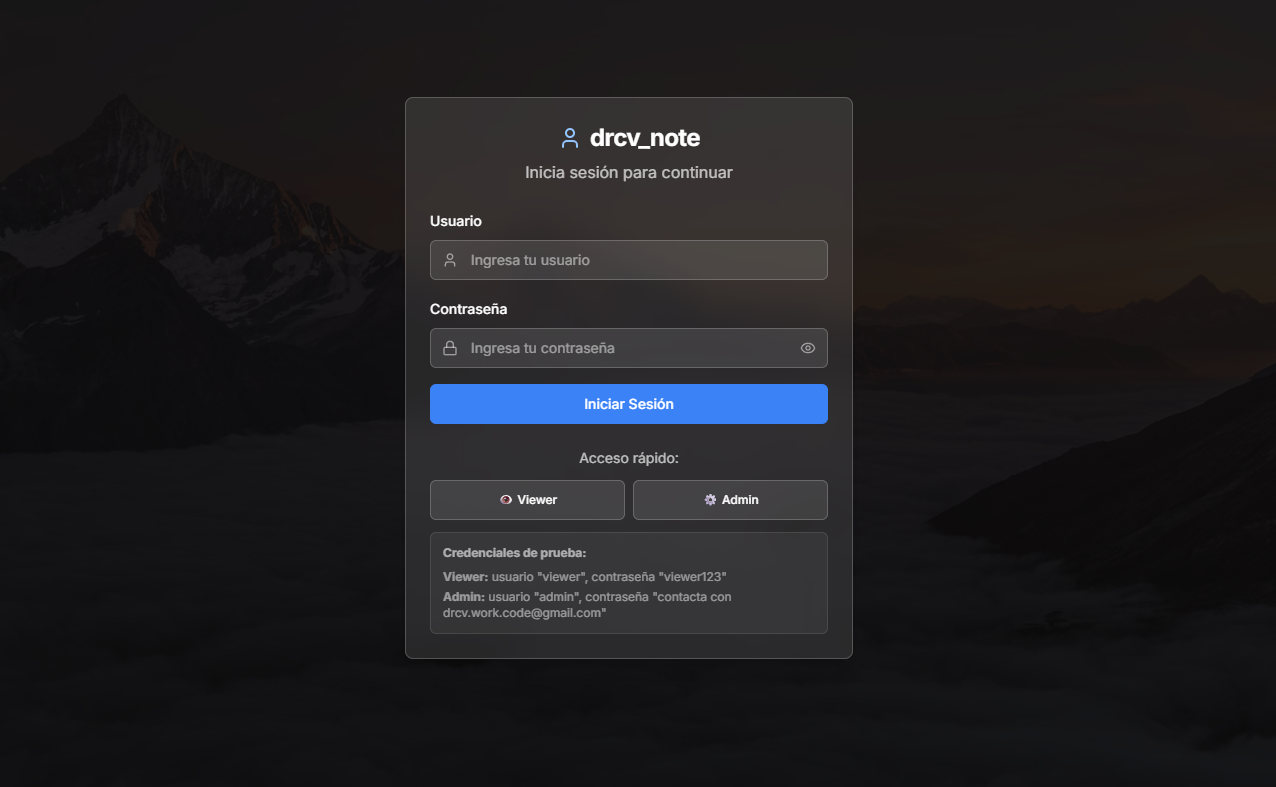 drcv_note
Inicia sesión para continuar
Usuario
Ingresa tu usuario
Contraseña
Ingresa tu contraseña
Iniciar Sesión
Acceso rápido:
Viewer
Admin
Credenciales de prueba:
Viewer: usuario "viewer", contraseña "viewer123"
Admin: usuario "admin", contraseña "contacta con
drcv.work.code@gmail.com"